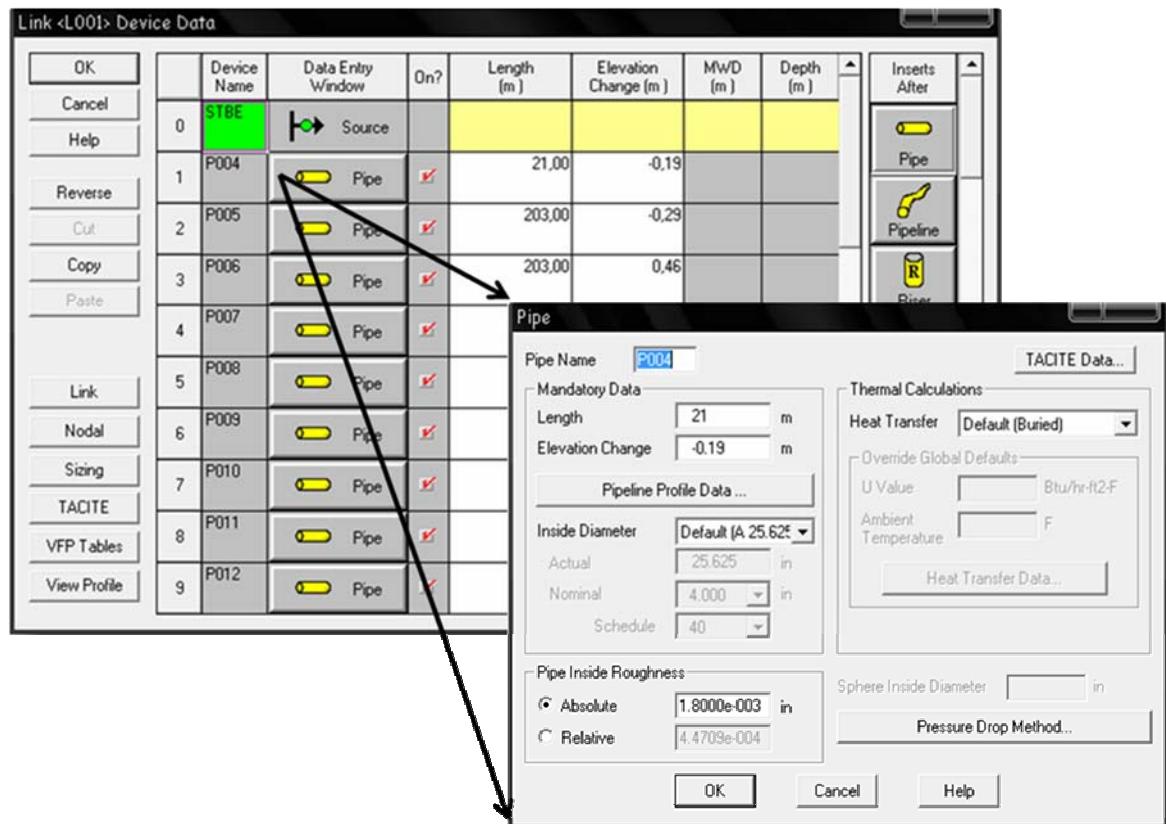 Link <L001> Device Data
OK
Cancel
Help
Reverse
Cut
Copy
Paste
Link
Nodal
Sizing
TACITE
VFP Tables
View Profile
Device Name Data Entry Window On? Length (m) Elevation Change (m) MWD (m) Depth (m)
0 STBE Source
1 P004 Pipe 21,00 -0,19
2 P005 Pipe 203,00 -0,29
3 P006 Pipe 203,00 0,46
4 P007 Pipe
5 P008 Pipe
6 P009 Pipe
7 P010 Pipe
8 P011 Pipe
9 P012 Pipe
Inserts After
Pipe
Pipeline
R
Riser
Pipe
Pipe Name P004
TACITE Data...
Mandatory Data
Length 21 m
Elevation Change -0.19 m
Pipeline Profile Data ...
Inside Diameter Default (A 25.625
Actual 25.625 in
Nominal 4.000 in
Schedule 40
Thermal Calculations
Heat Transfer Default (Buried)
Override Global Defaults
U Value Btu/hr-ft2-F
Ambient Temperature F
Heat Transfer Data...
Pipe Inside Roughness
Absolute 1.8000e-003 in
Relative 4.4709e-004
Sphere Inside Diameter in
Pressure Drop Method...
OK Cancel Help